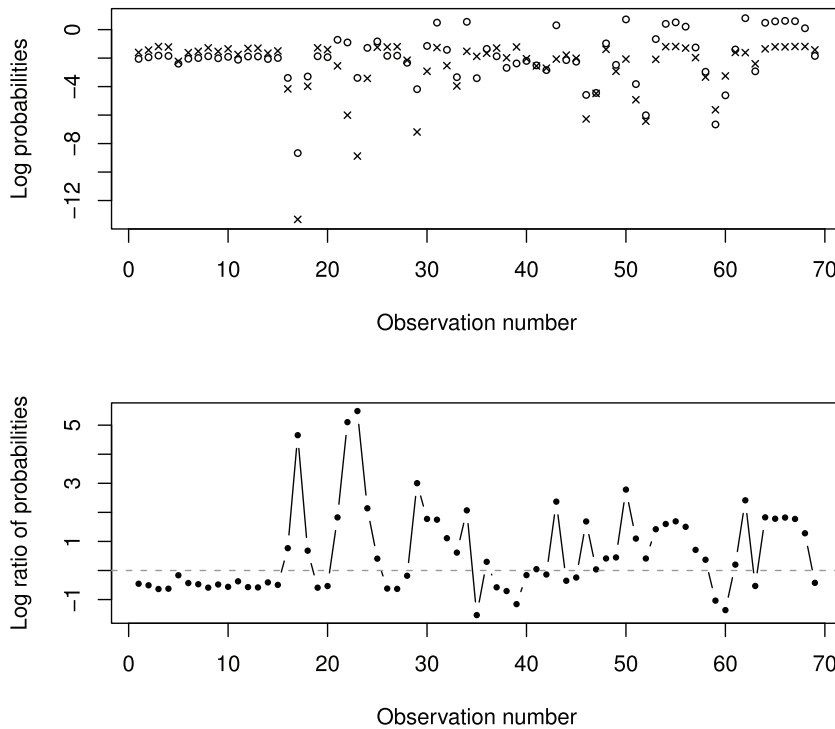 Log probabilities
0
−4
−8
−12
0 10 20 30 40 50 60 70
Observation number
Log ratio of probabilities
5
3
1
−1
0 10 20 30 40 50 60 70
Observation number